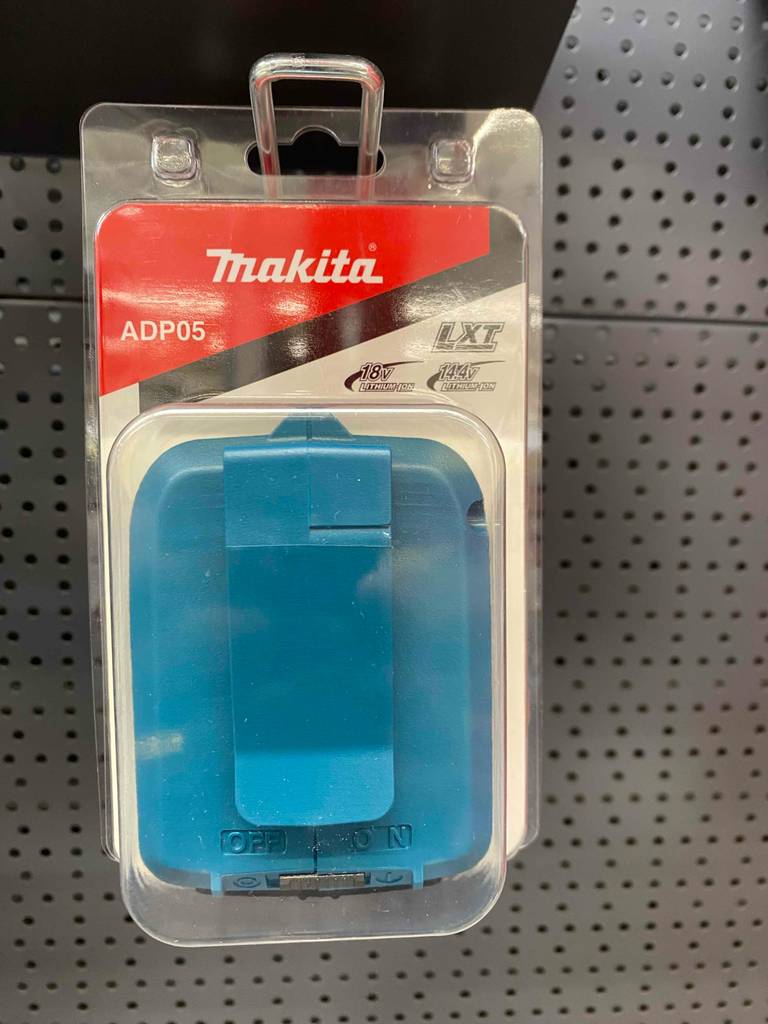 makita®
ADP05
LXT
18V 14.4V
LITHIUM-ION LITHIUM-ION
OFF ON